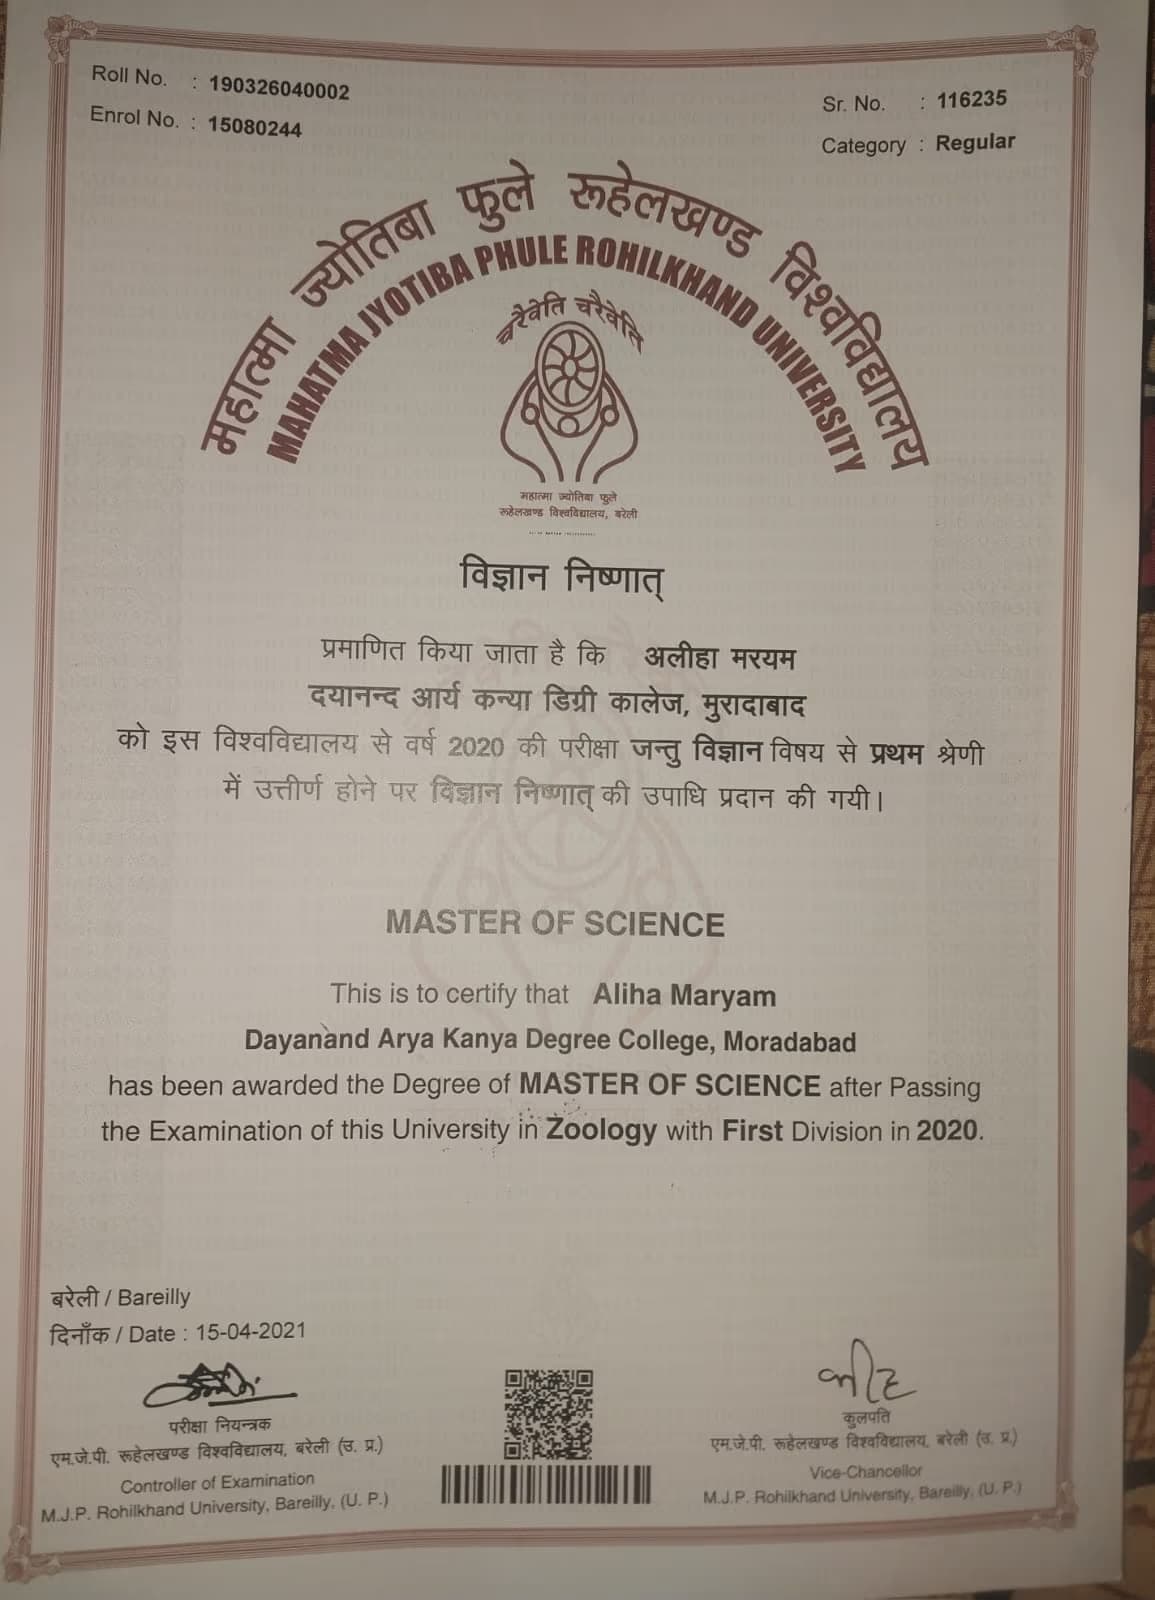 Roll No. : 190326040002
Enrol No. : 15080244
Sr. No. : 116235
Category : Regular
महात्मा ज्योतिबा फुले रूहेलखण्ड विश्वविद्यालय
MAHATMA JYOTIBA PHULE ROHILKHAND UNIVERSITY
चरैवेति चरैवेति
महात्मा ज्योतिबा फुले
रूहेलखण्ड विश्वविद्यालय, बरेली
विज्ञान निष्णात्
प्रमाणित किया जाता है कि अलीहा मरयम
दयानन्द आर्य कन्या डिग्री कालेज, मुरादाबाद
को इस विश्वविद्यालय से वर्ष 2020 की परीक्षा जन्तु विज्ञान विषय से प्रथम श्रेणी
में उत्तीर्ण होने पर विज्ञान निष्णात् की उपाधि प्रदान की गयी।
MASTER OF SCIENCE
This is to certify that Aliha Maryam
Dayanand Arya Kanya Degree College, Moradabad
has been awarded the Degree of MASTER OF SCIENCE after Passing
the Examination of this University in Zoology with First Division in 2020.
बरेली / Bareilly
दिनाँक / Date : 15-04-2021
परीक्षा नियन्त्रक
एम.जे.पी. रूहेलखण्ड विश्वविद्यालय, बरेली (उ. प्र.)
Controller of Examination
M.J.P. Rohilkhand University, Bareilly, (U. P.)
कुलपति
एम.जे.पी. रूहेलखण्ड विश्वविद्यालय, बरेली (उ. प्र.)
Vice-Chancellor
M.J.P. Rohilkhand University, Bareilly, (U. P.)